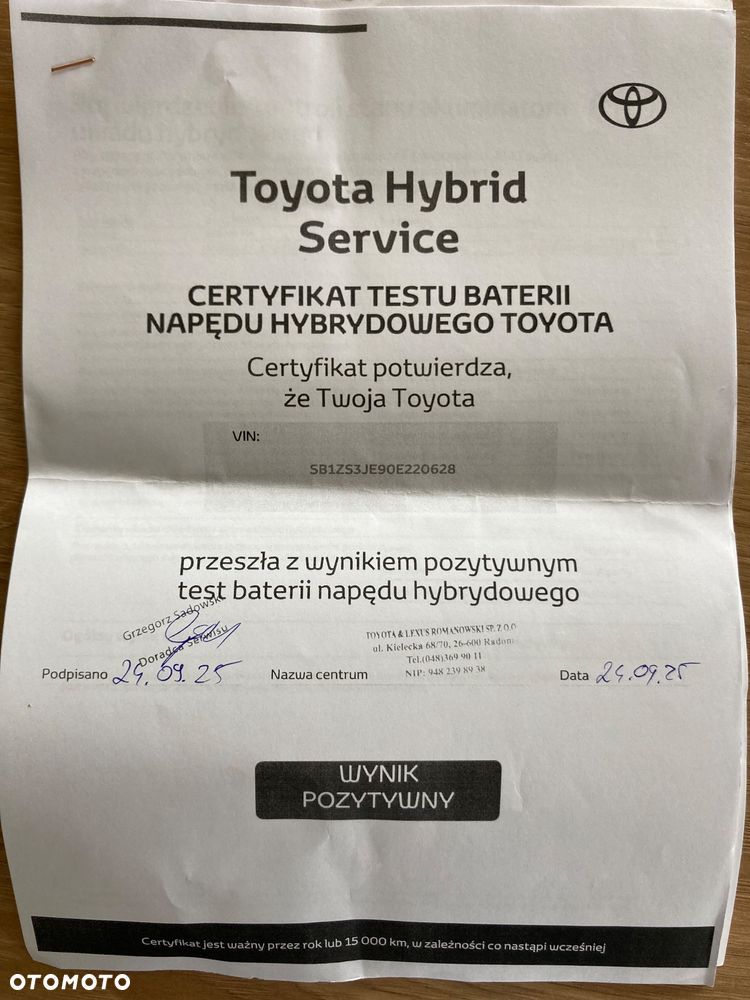 Toyota Hybrid
Service
CERTYFIKAT TESTU BATERII
NAPĘDU HYBRYDOWEGO TOYOTA
Certyfikat potwierdza,
że Twoja Toyota
VIN:
SB1ZS3JE90E220628
przeszła z wynikiem pozytywnym
test baterii napędu hybrydowego
Grzegorz Sadowski
Doradca Serwisu
TOYOTA & LEXUS ROMANOWSKI SP. Z O.O.
ul. Kielecka 68/70, 26-600 Radom
Tel.(048)369 90 11
NIP: 948 239 89 38
Podpisano 24.09.25 Nazwa centrum Data 24.09.25
WYNIK
POZYTYWNY
Certyfikat jest ważny przez rok lub 15 000 km, w zależności co nastąpi wcześniej
OTOMOTO